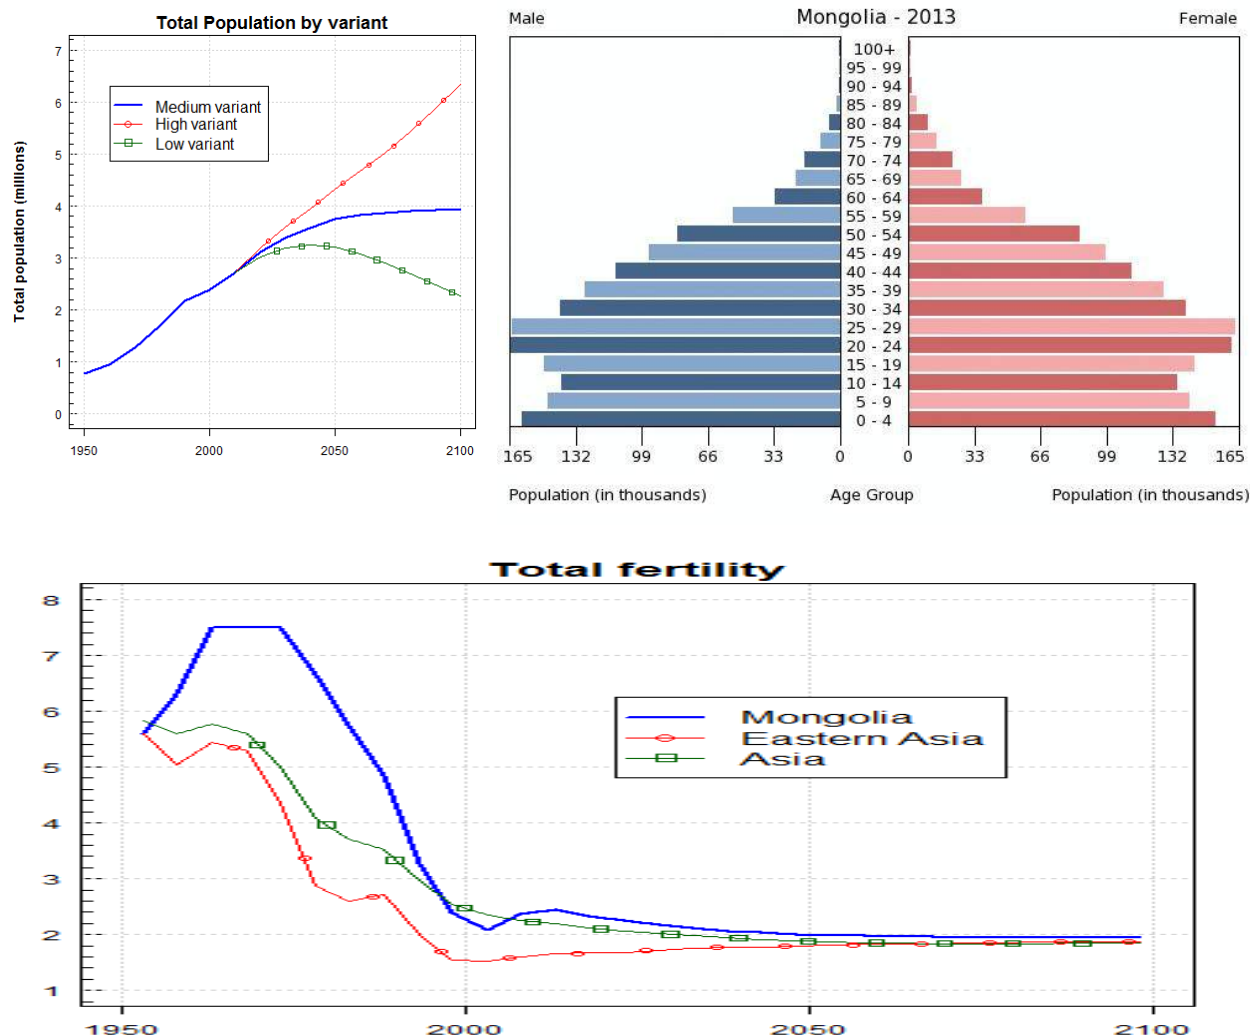 Total Population by variant
Total population (millions)
7
6
5
4
3
2
1
0
Medium variant
High variant
Low variant
1950
2000
2050
2100
Male
Mongolia - 2013
Female
100+
95 - 99
90 - 94
85 - 89
80 - 84
75 - 79
70 - 74
65 - 69
60 - 64
55 - 59
50 - 54
45 - 49
40 - 44
35 - 39
30 - 34
25 - 29
20 - 24
15 - 19
10 - 14
5 - 9
0 - 4
165 132 99 66 33 0 0 33 66 99 132 165
Population (in thousands) Age Group Population (in thousands)
Total fertility
8
7
6
5
4
3
2
1
Mongolia
Eastern Asia
Asia
1950 2000 2050 2100